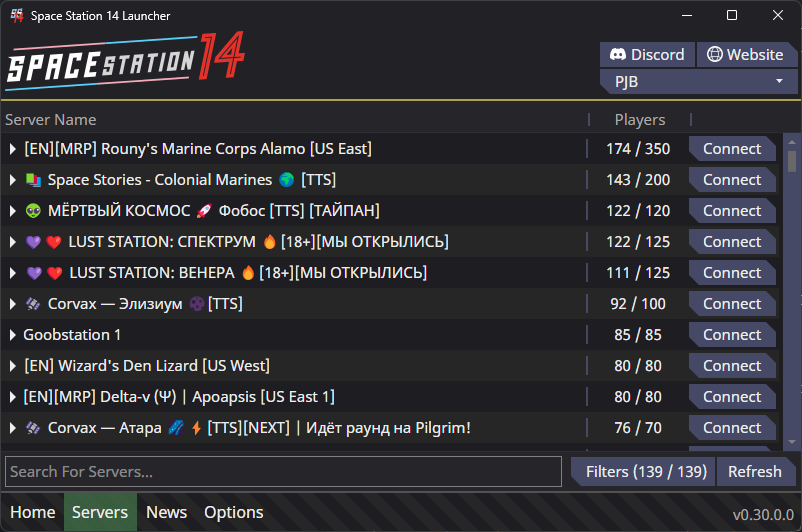 Space Station 14 Launcher
SPACE STATION 14
Discord Website
PJB
Server Name Players
[EN][MRP] Rouny's Marine Corps Alamo [US East] 174 / 350 Connect
Space Stories - Colonial Marines 🌍 [TTS] 143 / 200 Connect
👽 МЁРТВЫЙ КОСМОС 🚀 Фобос [TTS] [ТАЙПАН] 122 / 120 Connect
💜 ❤️ LUST STATION: СПЕКТРУМ 🔥 [18+][МЫ ОТКРЫЛИСЬ] 122 / 125 Connect
💜 ❤️ LUST STATION: ВЕНЕРА 🔥 [18+][МЫ ОТКРЫЛИСЬ] 111 / 125 Connect
Corvax — Элизиум [TTS] 92 / 100 Connect
Goobstation 1 85 / 85 Connect
[EN] Wizard's Den Lizard [US West] 80 / 80 Connect
[EN][MRP] Delta-v (Ψ) | Apoapsis [US East 1] 80 / 80 Connect
Corvax — Атара ⚡ [TTS][NEXT] | Идёт раунд на Pilgrim! 76 / 70 Connect
Search For Servers... Filters (139 / 139) Refresh
Home Servers News Options v0.30.0.0